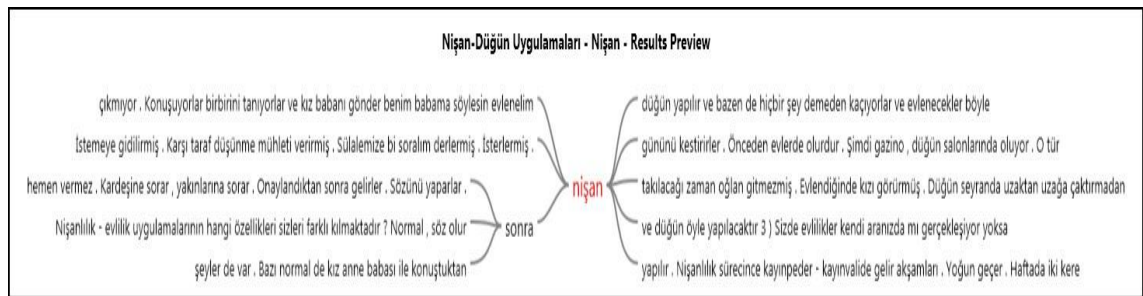 Nişan-Düğün Uygulamaları - Nişan - Results Preview
çıkmıyor . Konuşuyorlar birbirini tanıyorlar ve kız babanı gönder benim babama söylesin evlenelim
İstemeye gidilirmiş . Karşı taraf düşünme mühleti verirmiş . Sülalemize bi soralım derlermiş . İsterlermiş .
hemen vermez . Kardeşine sorar , yakınlarına sorar . Onaylandıktan sonra gelirler . Sözünü yaparlar .
Nişanlılık - evlilik uygulamalarının hangi özellikleri sizleri farklı kılmaktadır ? Normal , söz olur
şeyler de var . Bazı normal de kız anne babası ile konuştuktan
sonra
nişan
düğün yapılır ve bazen de hiçbir şey demeden kaçıyorlar ve evlenecekler böyle
gününü kestirirler . Önceden evlerde olurdur . Şimdi gazino , düğün salonlarında oluyor . O tür
takılacağı zaman oğlan gitmezmiş . Evlendiğinde kızı görürmüş . Düğün seyranda uzaktan uzağa çaktırmadan
ve düğün öyle yapılacaktır 3 ) Sizde evlilikler kendi aranızda mı gerçekleşiyor yoksa
yapılır . Nişanlılık sürecince kayınpeder - kayınvalide gelir akşamları . Yoğun geçer . Haftada iki kere